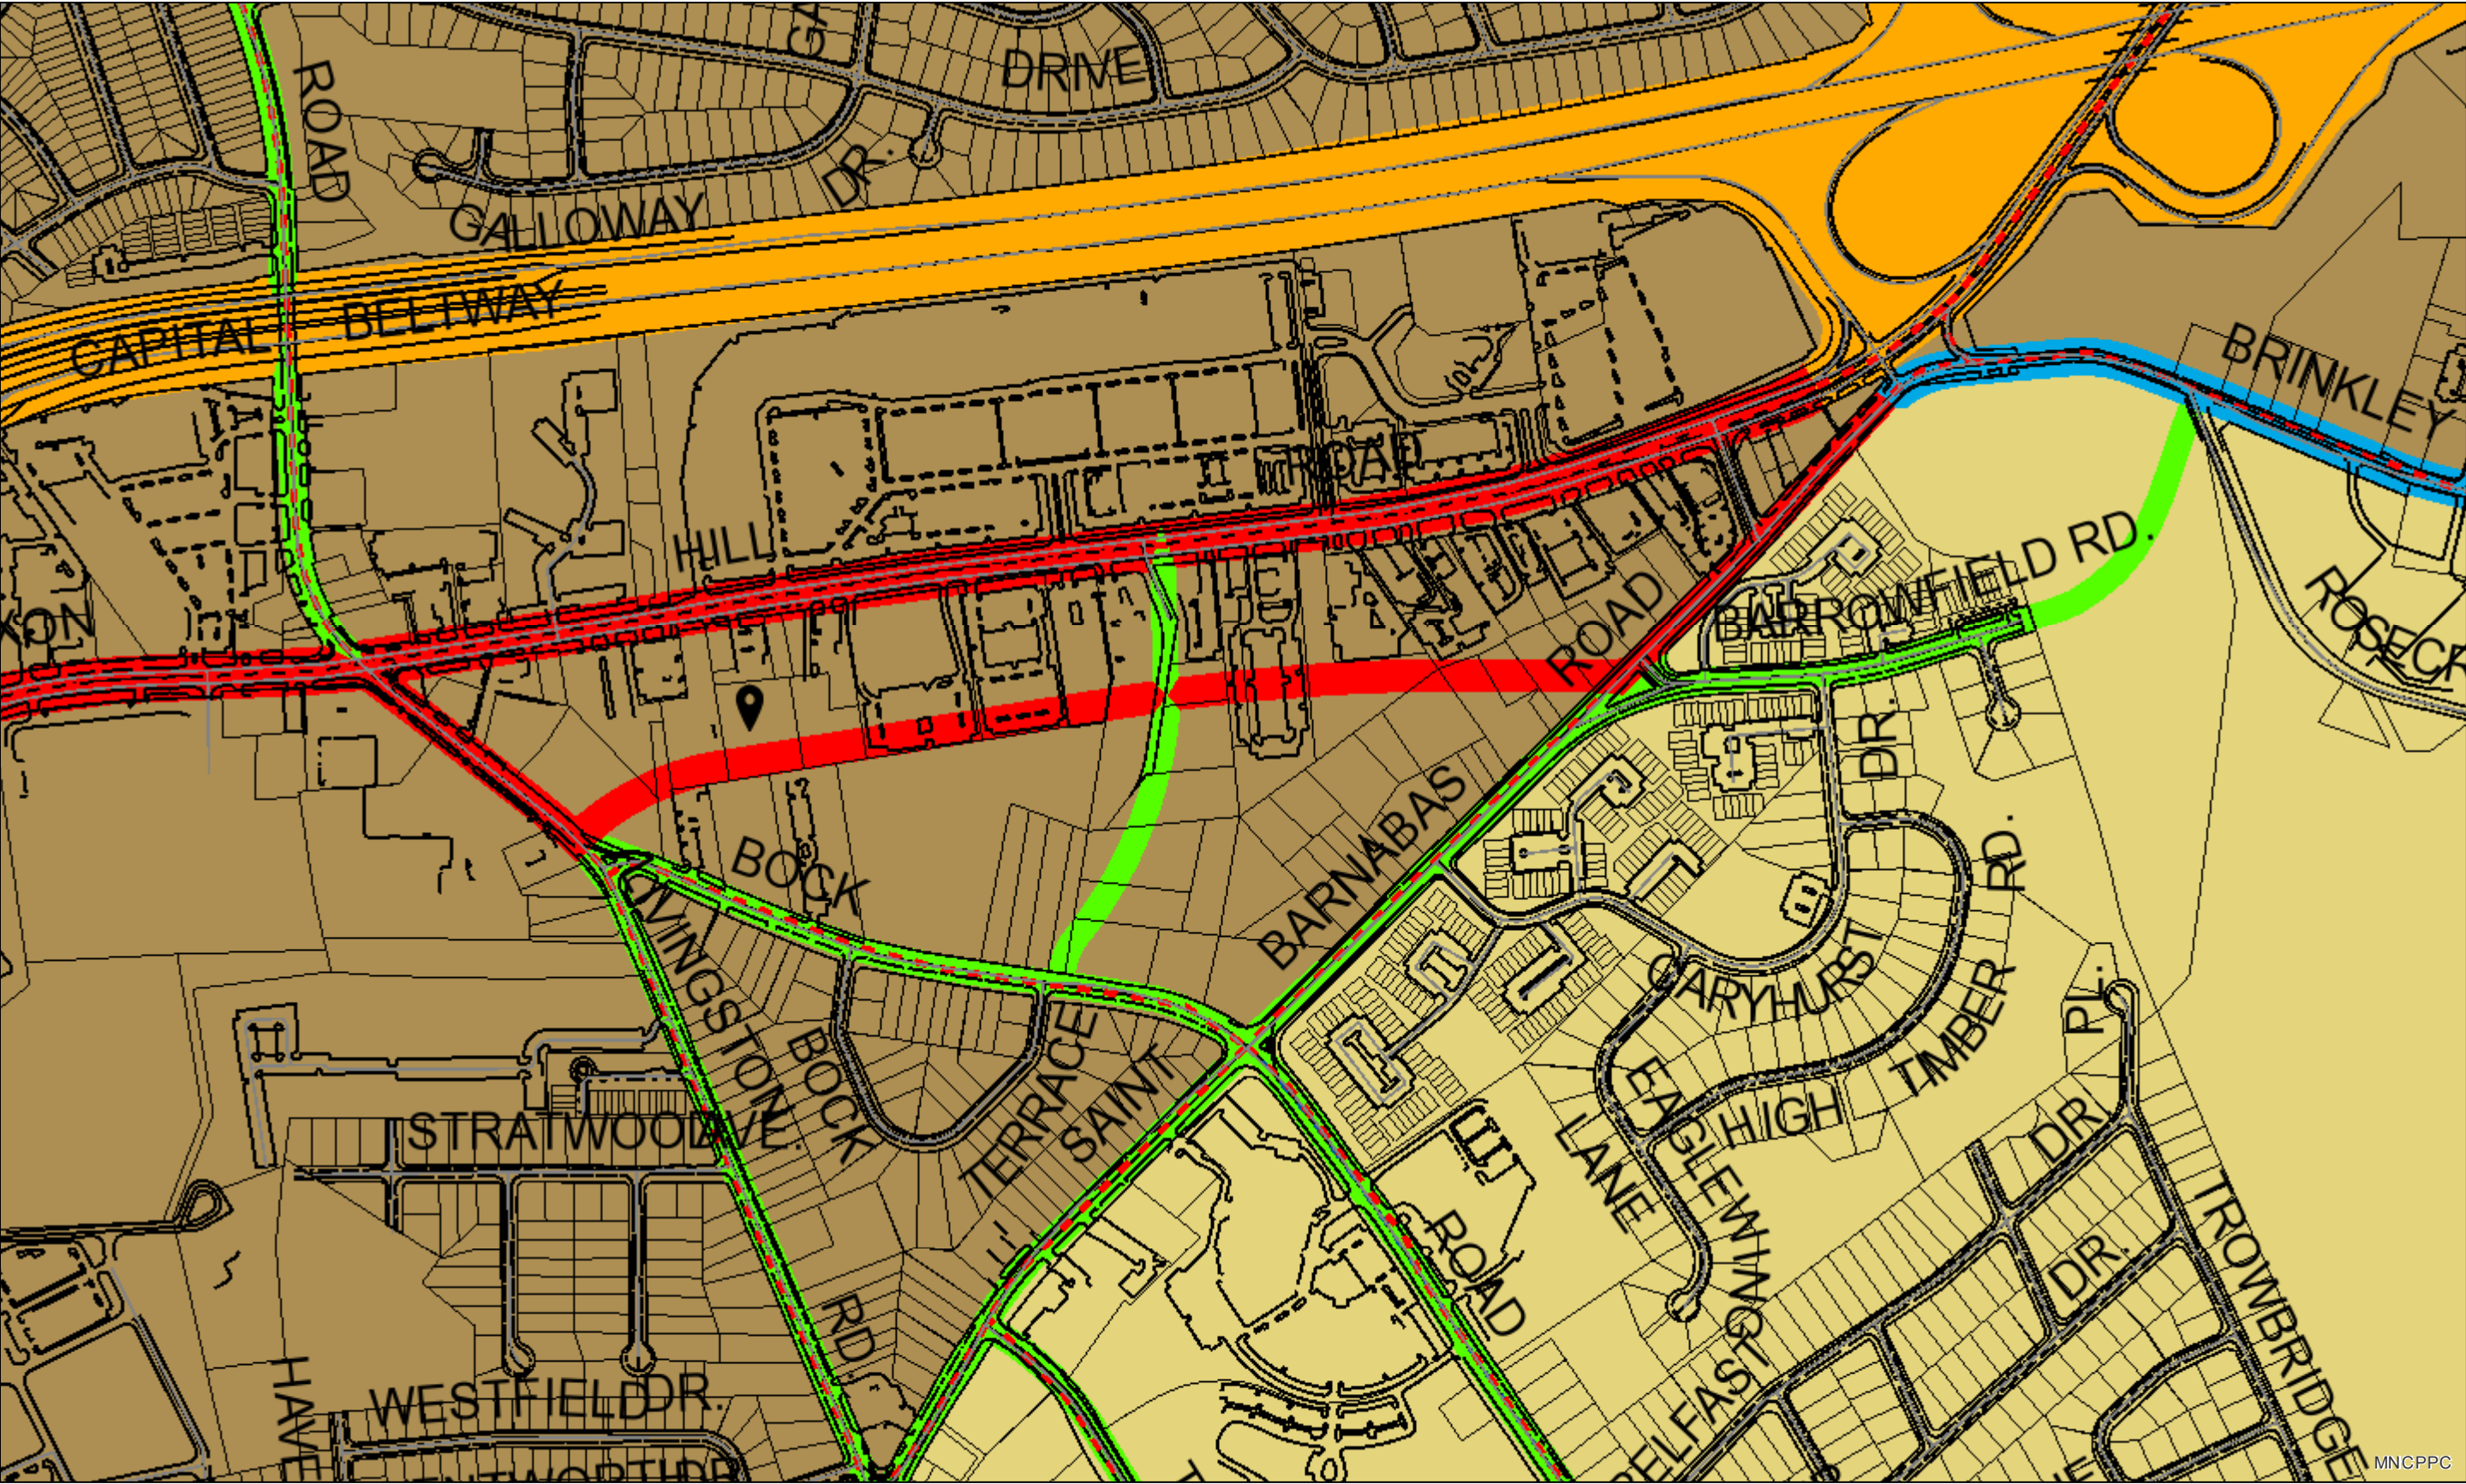 ROAD
DRIVE
DR.
GALLOWAY
CAPITAL BELTWAY
BRINKLEY
ROAD
HILL
XON
ROAD
BARROWFIELD RD.
DR.
BOCK
BARNABAS
RD.
LIVINGSTON
CARYHURST
TIMBER
PL.
BOCK
TERRACE
SAINT
STRATWOOD AVE.
EAGLEWING
HIGH
LANE
DR.
TROWBRIDGE
ROAD
DR.
RD.
WESTFIELD DR.
HAVE
BELFAST
MNCPPC